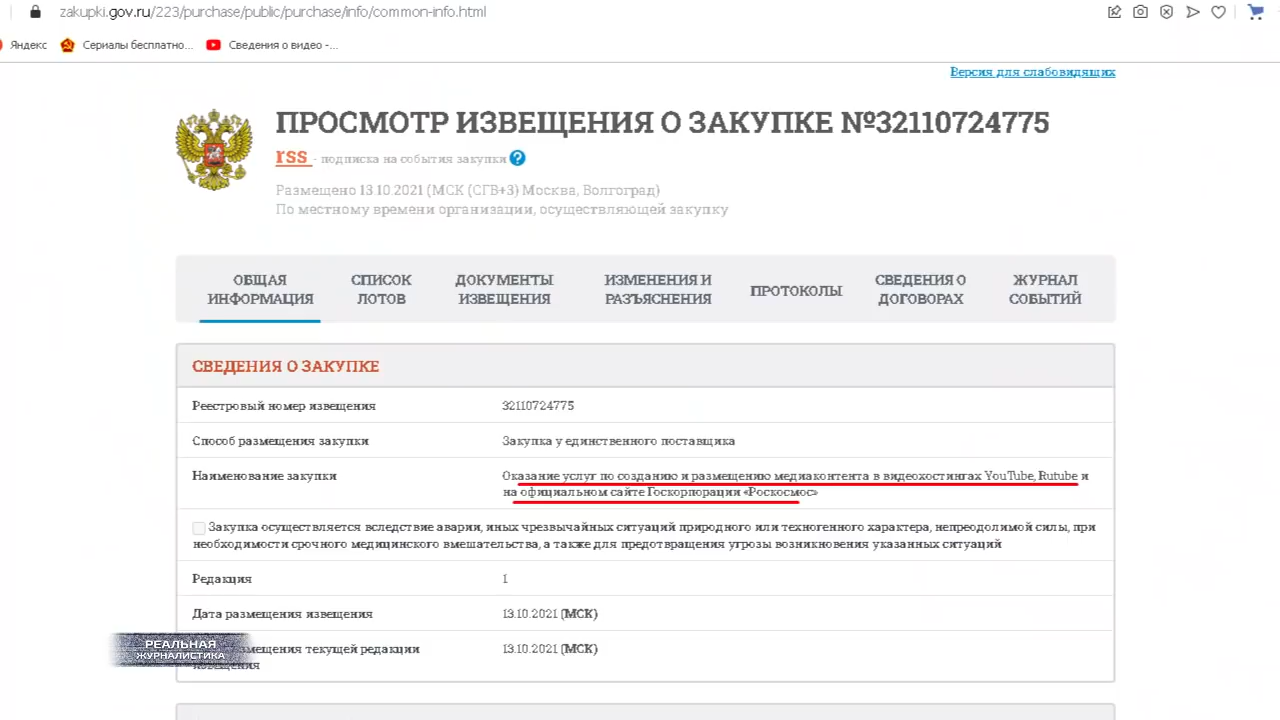 zakupki.gov.ru/223/purchase/public/purchase/info/common-info.html
Яндекс
Сериалы бесплатно...
Сведения о видео -...
Версия для слабовидящих
ПРОСМОТР ИЗВЕЩЕНИЯ О ЗАКУПКЕ №32110724775
rss - подписка на события закупки ?
Размещено 13.10.2021 (МСК (СГВ+3) Москва, Волгоград)
По местному времени организации, осуществляющей закупку
ОБЩАЯ
ИНФОРМАЦИЯ
СПИСОК
ЛОТОВ
ДОКУМЕНТЫ
ИЗВЕЩЕНИЯ
ИЗМЕНЕНИЯ И
РАЗЪЯСНЕНИЯ
ПРОТОКОЛЫ
СВЕДЕНИЯ О
ДОГОВОРАХ
ЖУРНАЛ
СОБЫТИЙ
СВЕДЕНИЯ О ЗАКУПКЕ
Реестровый номер извещения 32110724775
Способ размещения закупки Закупка у единственного поставщика
Наименование закупки Оказание услуг по созданию и размещению медиаконтента в видеохостингах YouTube, Rutube и
на официальном сайте Госкорпорации «Роскосмос»
Закупка осуществляется вследствие аварии, иных чрезвычайных ситуаций природного или техногенного характера, непреодолимой силы, при
необходимости срочного медицинского вмешательства, а также для предотвращения угрозы возникновения указанных ситуаций
Редакция 1
Дата размещения извещения 13.10.2021 (МСК)
текущей редакции 13.10.2021 (МСК)
РЕАЛЬНАЯ
ЖУРНАЛИСТИКА